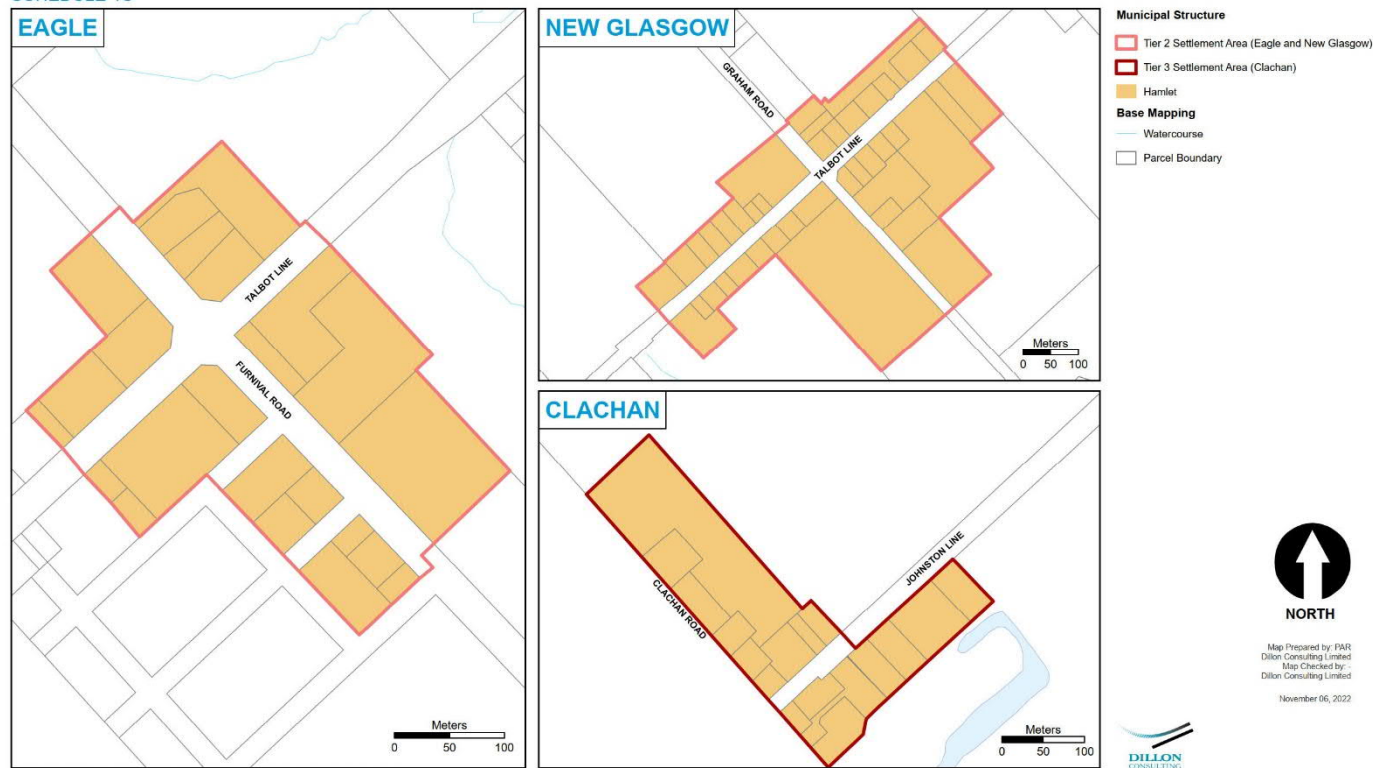 EAGLE
TALBOT LINE
FURNIVAL ROAD
Meters
0 50 100
NEW GLASGOW
GRAHAM ROAD
TALBOT LINE
Meters
0 50 100
CLACHAN
CLACHAN ROAD
JOHNSTON LINE
Meters
0 50 100
Municipal Structure
Tier 2 Settlement Area (Eagle and New Glasgow)
Tier 3 Settlement Area (Clachan)
Hamlet
Base Mapping
Watercourse
Parcel Boundary
NORTH
Map Prepared by: PAR
Dillon Consulting Limited
Map Checked by: -
Dillon Consulting Limited
November 06, 2022
DILLON
CONSULTING